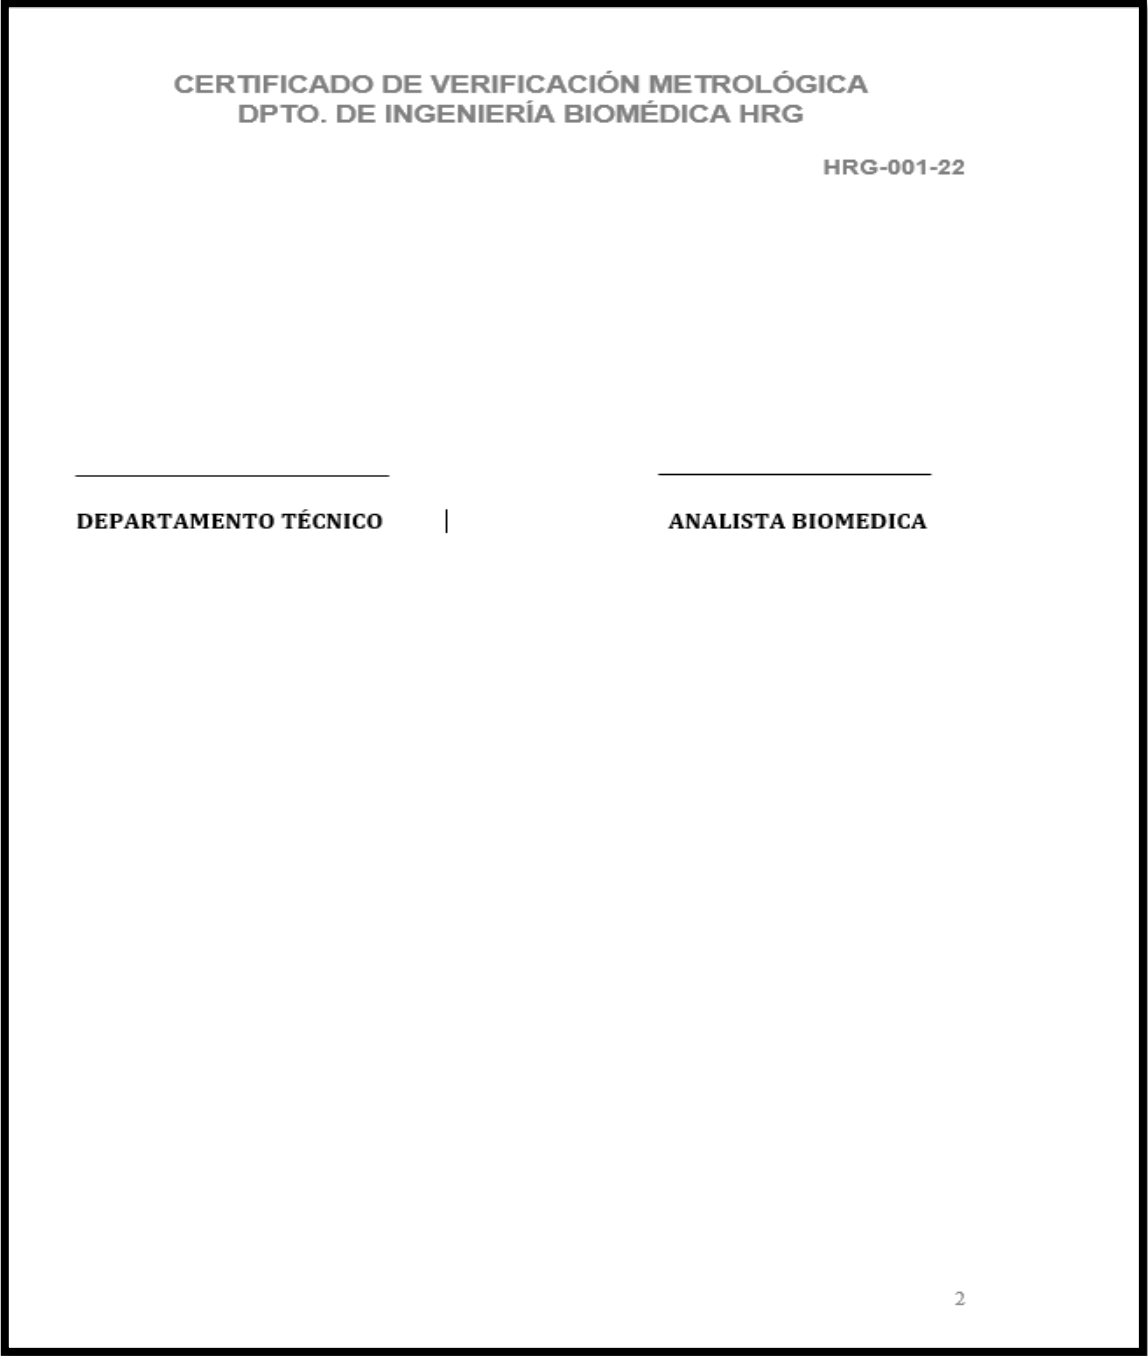 CERTIFICADO DE VERIFICACIÓN METROLÓGICA
DPTO. DE INGENIERÍA BIOMÉDICA HRG
HRG-001-22
DEPARTAMENTO TÉCNICO ANALISTA BIOMEDICA
2